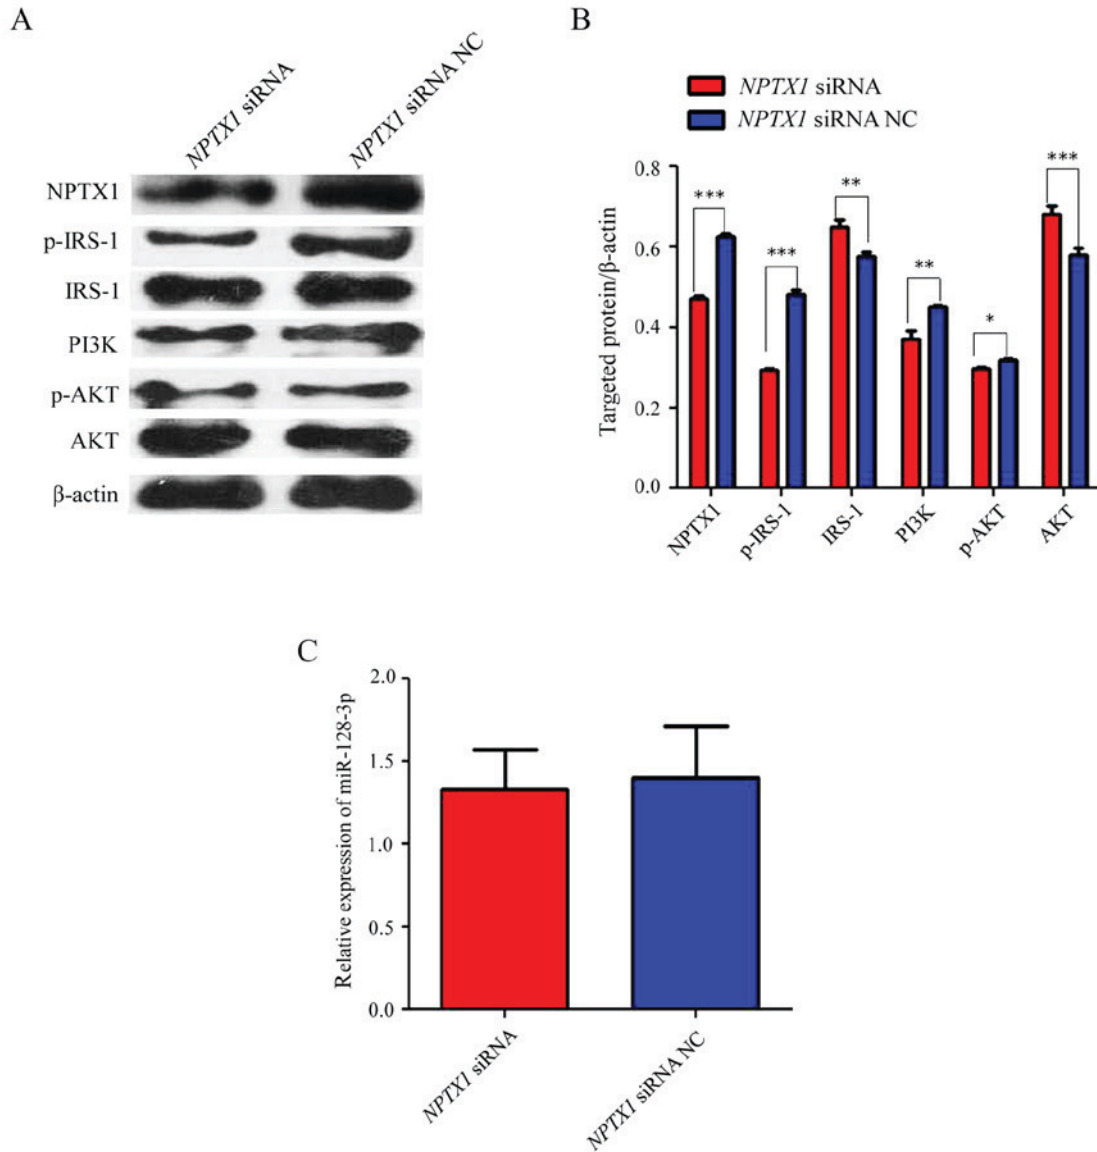 A
NPTX1 siRNA
NPTX1 siRNA NC
NPTX1
p-IRS-1
IRS-1
PI3K
p-AKT
AKT
β-actin
B
NPTX1 siRNA
NPTX1 siRNA NC
Targeted protein/β-actin
0.8
0.6
0.4
0.2
0.0
***
***
**
**
*
***
NPTX1
p-IRS-1
IRS-1
PI3K
p-AKT
AKT
C
Relative expression of miR-128-3p
2.0
1.5
1.0
0.5
0.0
NPTX1 siRNA
NPTX1 siRNA NC